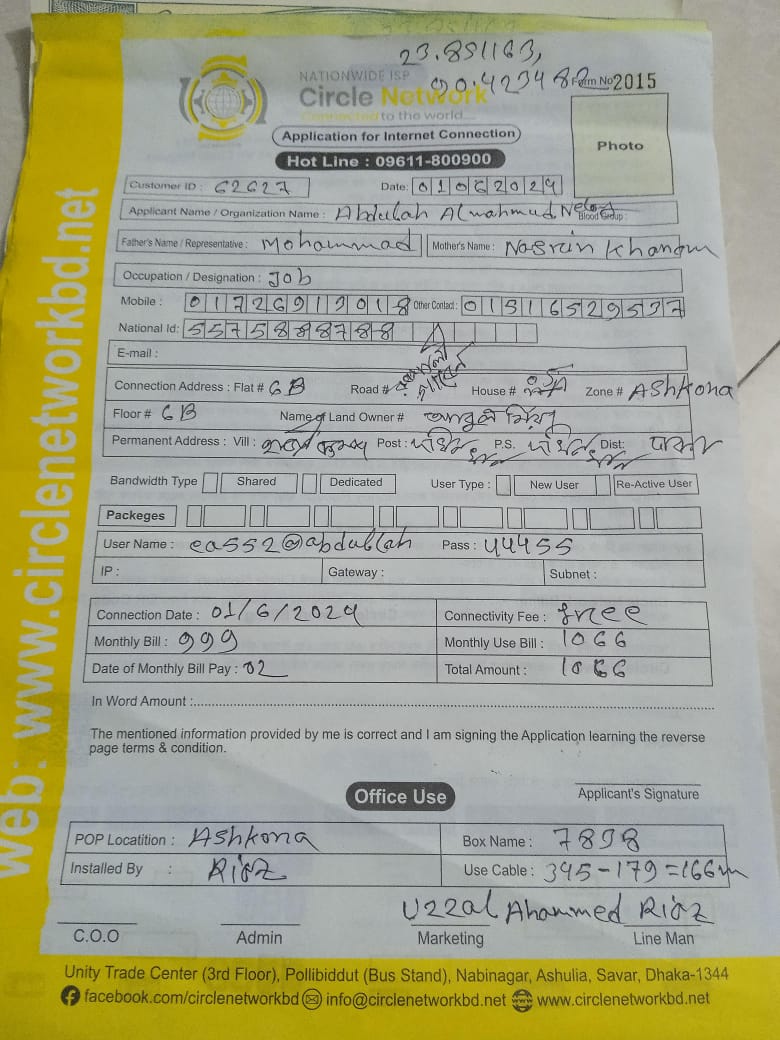 23.851163,
90.423482
Form No 2015
NATIONWIDE ISP
Circle Network
Connected to the world....
Application for Internet Connection
Hot Line : 09611-800900
Photo
Customer ID : 62627 Date: 01062024
Applicant Name / Organization Name : Abdulah Almahmud Blood Group :
Father's Name / Representative : Mohammad Mother's Name : Nasrin Khanom
Occupation / Designation : Job
Mobile : 01726913018 Other Contact :
National Id: 5575888788
E-mail :
Connection Address : Flat # 6B Road # House # Zone # Ashkona
Floor # 6B Name of Land Owner # আবুল মিয়া
Permanent Address : Vill : Post : P.S. Dist:
Bandwidth Type Shared Dedicated User Type : New User Re-Active User
Packeges
User Name : ea552@abdullah Pass : 44455
IP : Gateway : Subnet :
Connection Date : 01/6/2024 Connectivity Fee : free
Monthly Bill : 999 Monthly Use Bill : 1066
Date of Monthly Bill Pay : 02 Total Amount : 1066
In Word Amount :
The mentioned information provided by me is correct and I am signing the Application learning the reverse
page terms & condition.
Applicant's Signature
Office Use
POP Locatition : Ashkona Box Name : 7898
Installed By : Riaz Use Cable : 345-179=166m
Uzzal Ahammed Riaz
C.O.O Admin Marketing Line Man
Unity Trade Center (3rd Floor), Pollibiddut (Bus Stand), Nabinagar, Ashulia, Savar, Dhaka-1344
facebook.com/circlenetworkbd info@circlenetworkbd.net www.circlenetworkbd.net
web: www.circlenetworkbd.net